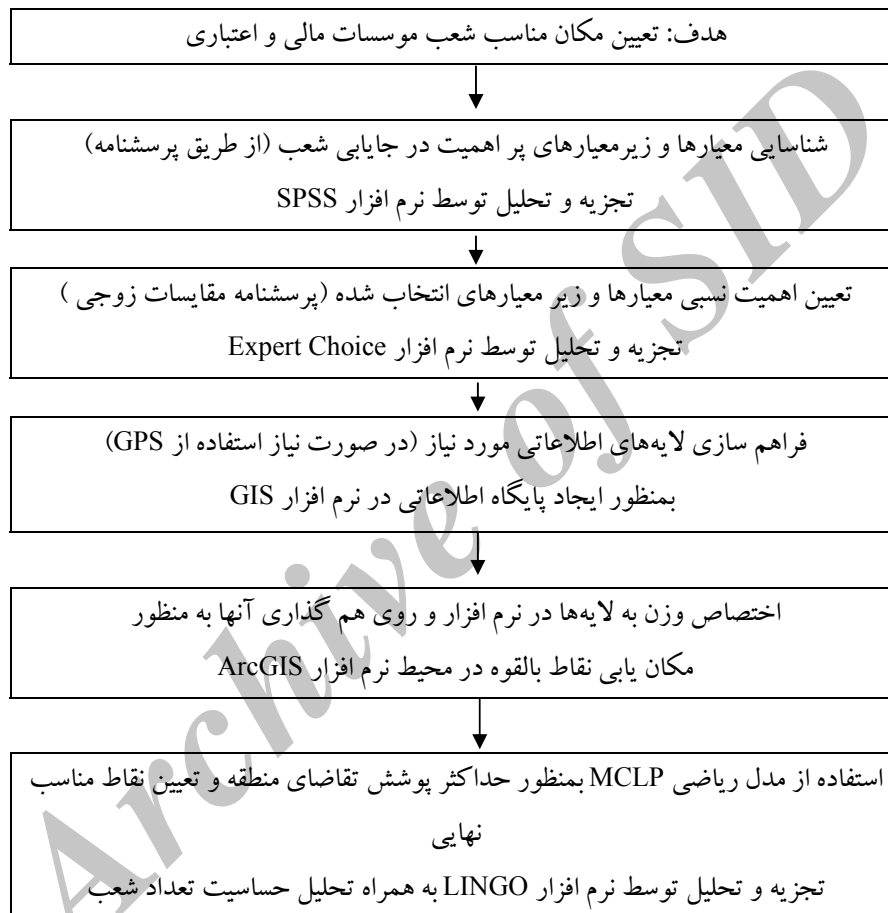 هدف: تعیین مکان مناسب شعب موسسات مالی و اعتباری
شناسایی معیارها و زیرمعیارهای پر اهمیت در جایابی شعب (از طریق پرسشنامه)
تجزیه و تحلیل توسط نرم افزار SPSS
تعیین اهمیت نسبی معیارها و زیر معیارهای انتخاب شده (پرسشنامه مقایسات زوجی )
تجزیه و تحلیل توسط نرم افزار Expert Choice
فراهم سازی لایه‌های اطلاعاتی مورد نیاز (در صورت نیاز استفاده از GPS)
بمنظور ایجاد پایگاه اطلاعاتی در نرم افزار GIS
اختصاص وزن به لایه‌ها در نرم افزار و روی هم گذاری آنها به منظور
مکان یابی نقاط بالقوه در محیط نرم افزار ArcGIS
استفاده از مدل ریاضی MCLP بمنظور حداکثر پوشش تقاضای منطقه و تعیین نقاط مناسب
نهایی
تجزیه و تحلیل توسط نرم افزار LINGO به همراه تحلیل حساسیت تعداد شعب
Archive of SID